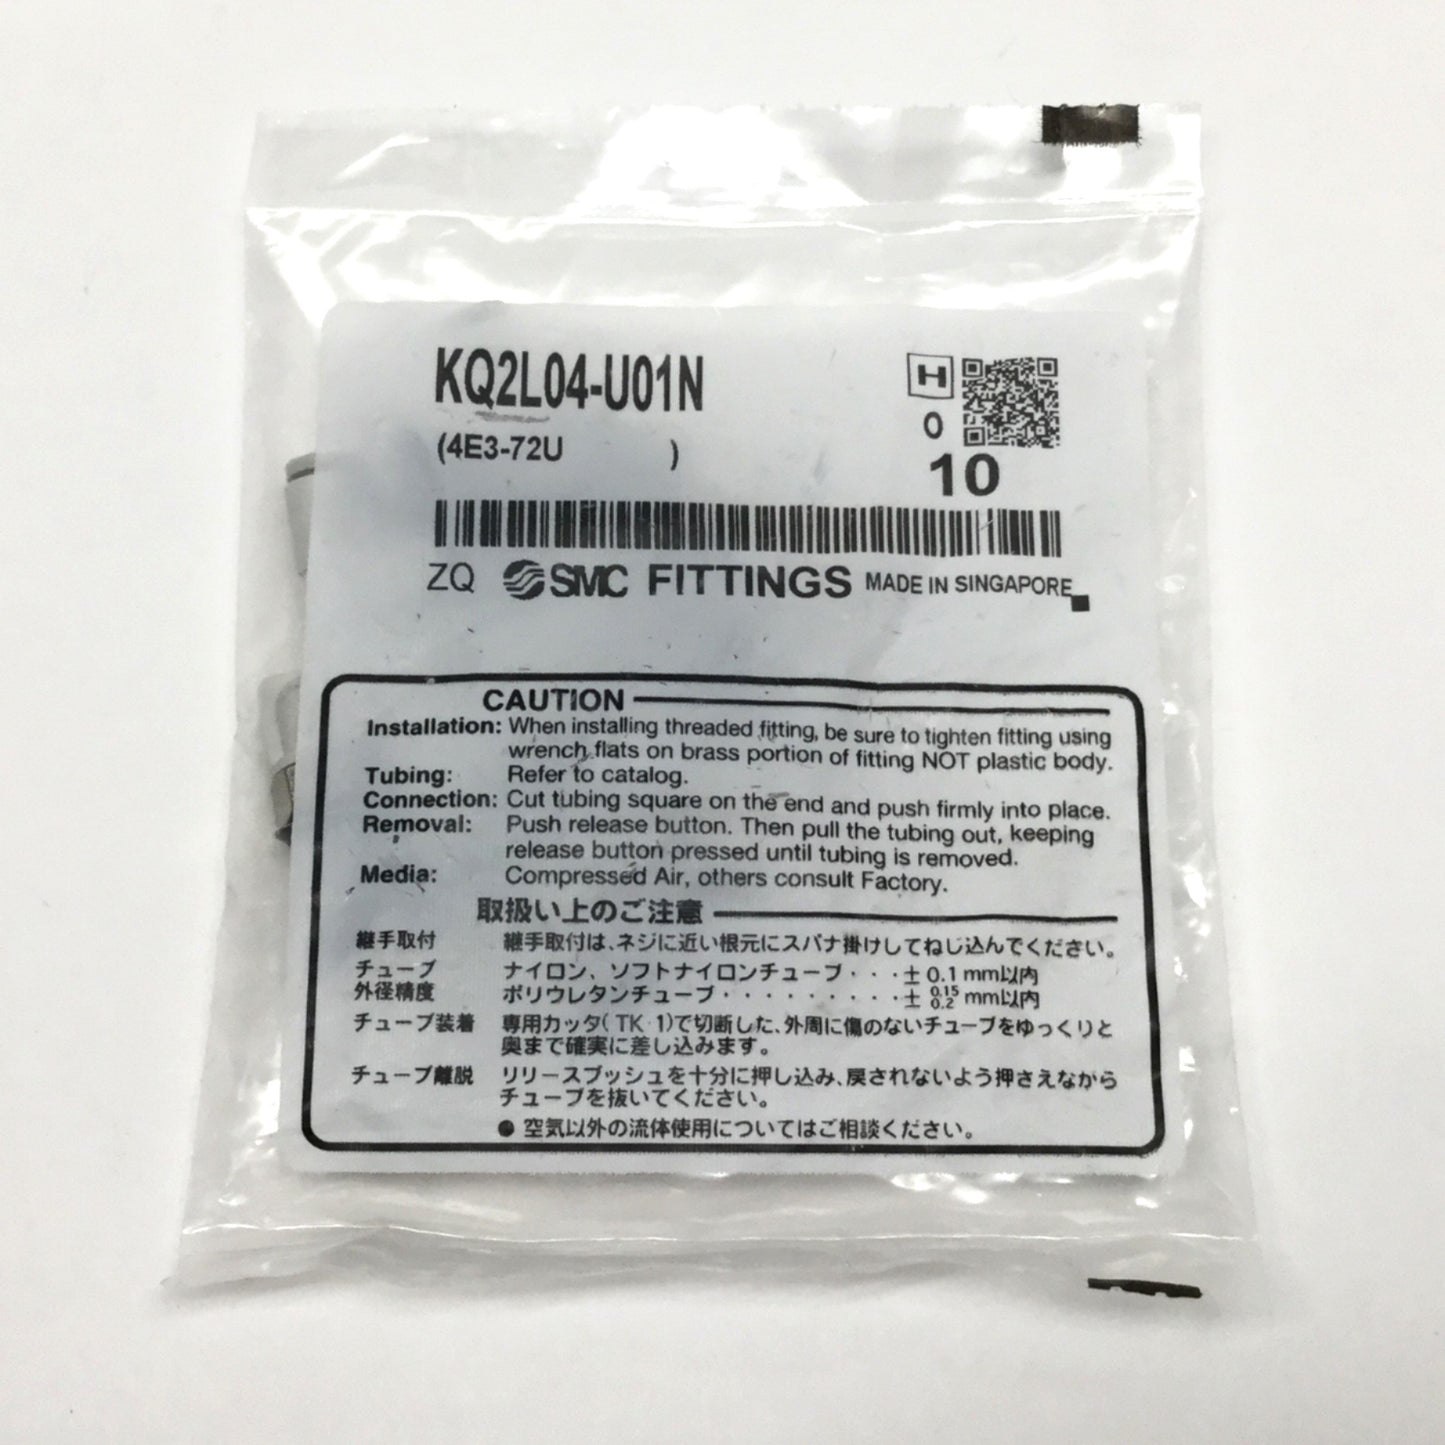 KQ2L04-U01N
H
(4E3-72U )
0
10
ZQ SMC FITTINGS MADE IN SINGAPORE
CAUTION
Installation: When installing threaded fitting, be sure to tighten fitting using
wrench flats on brass portion of fitting NOT plastic body.
Tubing: Refer to catalog.
Connection: Cut tubing square on the end and push firmly into place.
Removal: Push release button. Then pull the tubing out, keeping
release button pressed until tubing is removed.
Media: Compressed Air, others consult Factory.
取扱い上のご注意
継手取付 継手取付は、ネジに近い根元にスパナ掛けしてねじ込んでください。
チューブ ナイロン、ソフトナイロンチューブ・・・± 0.1 mm以内
外径精度 ポリウレタンチューブ・・・・・・・・・・± 0.15 0.2 mm以内
チューブ装着 専用カッタ(TK-1)で切断した、外周に傷のないチューブをゆっくりと
奥まで確実に差し込みます。
チューブ離脱 リリースブッシュを十分に押し込み、戻されないよう押さえながら
チューブを抜いてください。
● 空気以外の流体使用についてはご相談ください。